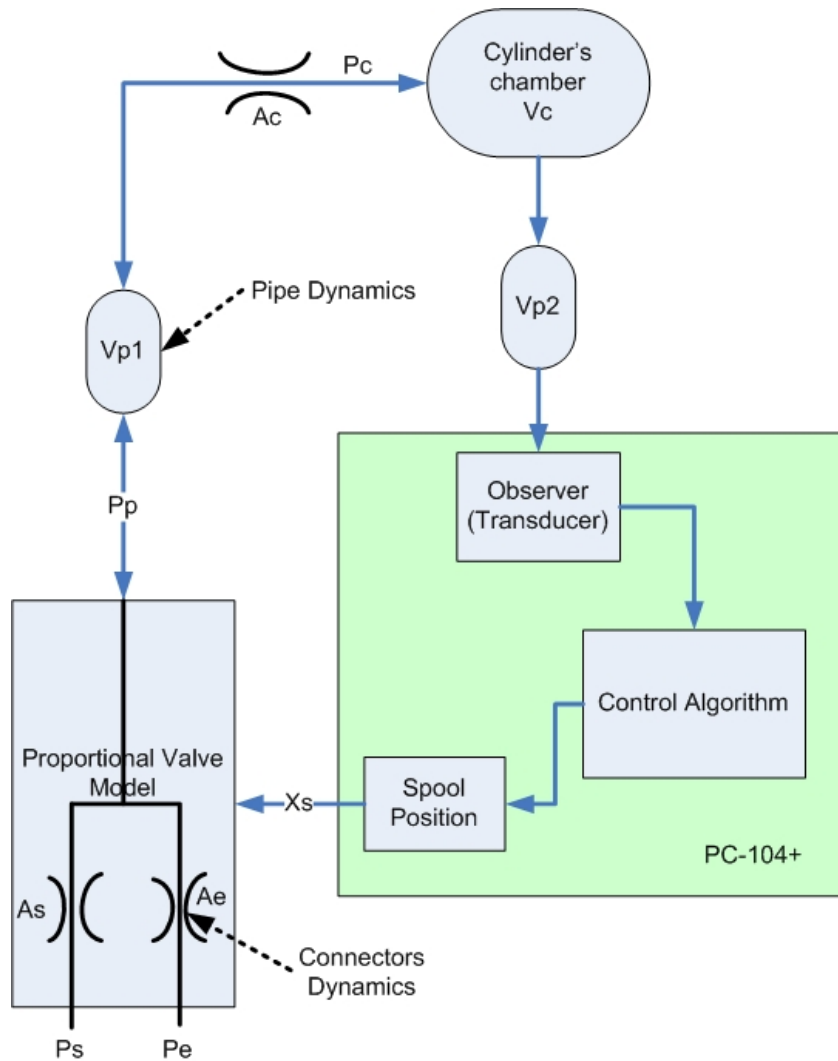 Pc
Ac
Cylinder's
chamber
Vc
Pipe Dynamics
Vp1
Vp2
Pp
Observer
(Transducer)
Control Algorithm
Proportional Valve
Model
Xs
Spool
Position
PC-104+
As
Ae
Connectors
Dynamics
Ps
Pe